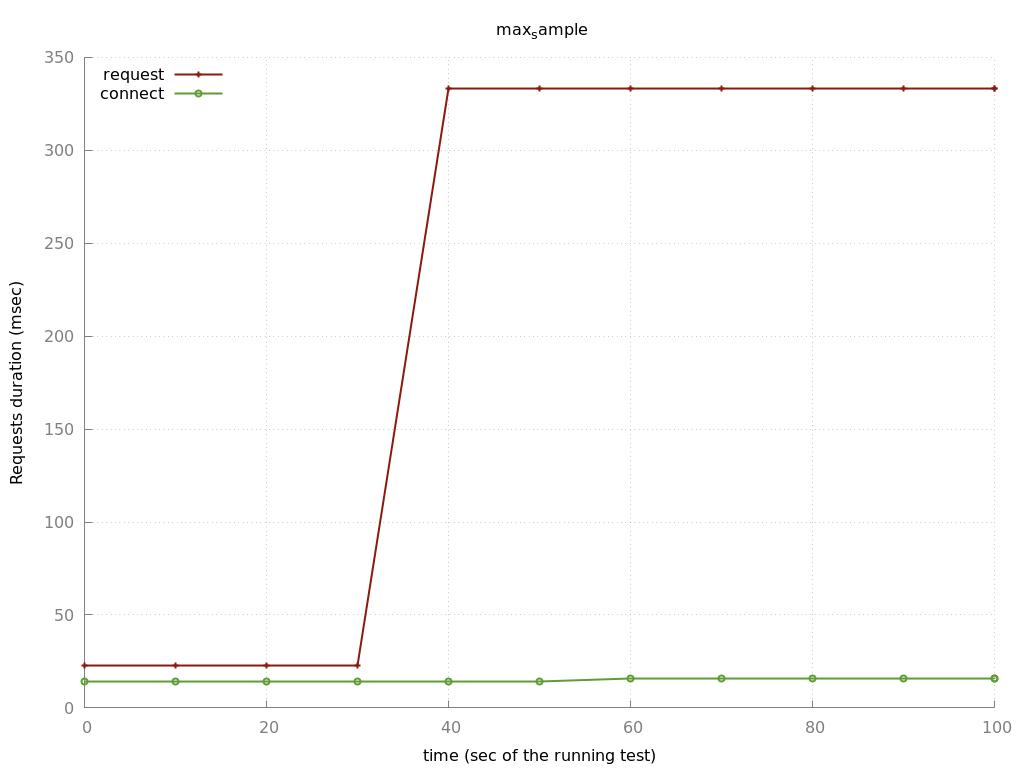 maxsample
350
request
connect
300
250
200
150
100
50
0
Requests duration (msec)
0 20 40 60 80 100
time (sec of the running test)